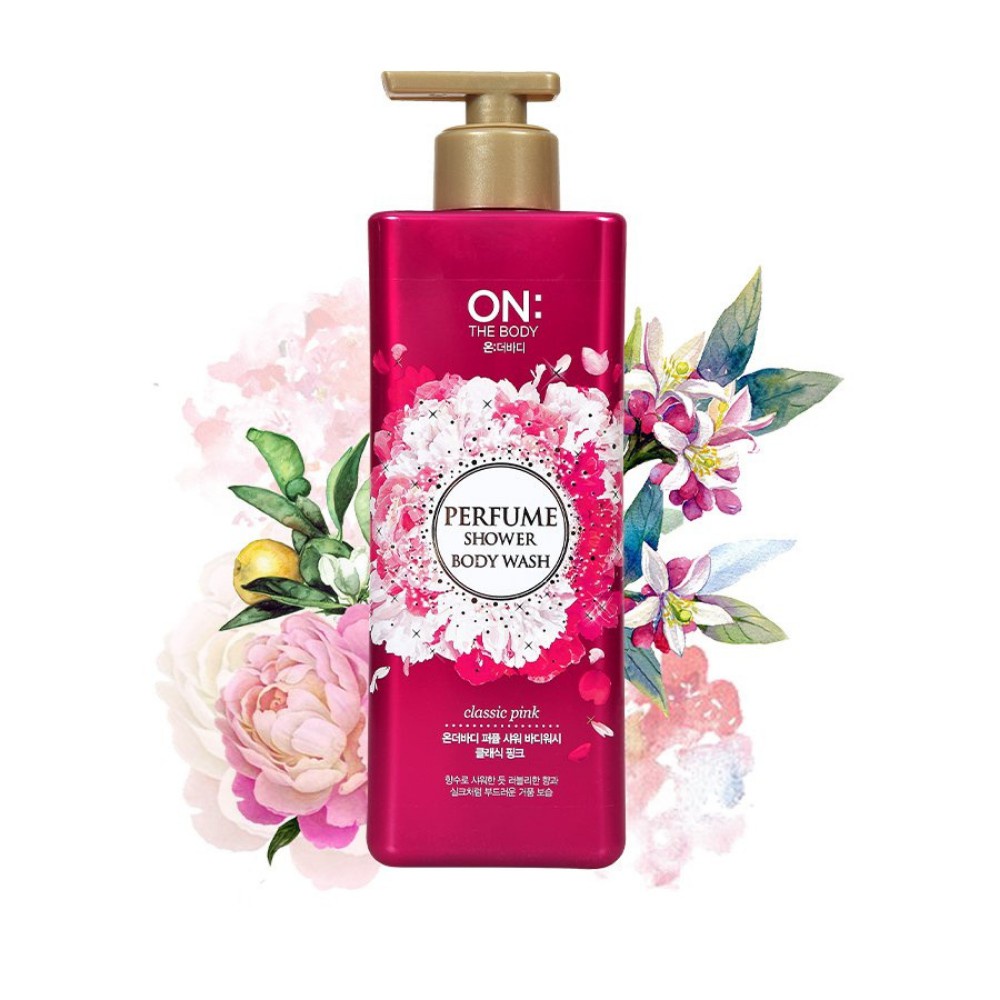 ON:
THE BODY
온:더바디
PERFUME
SHOWER
BODY WASH
classic pink
온더바디 퍼퓸 샤워 바디워시
클래식 핑크
향수로 샤워한 듯 러블리한 향과
실크처럼 부드러운 거품 보습